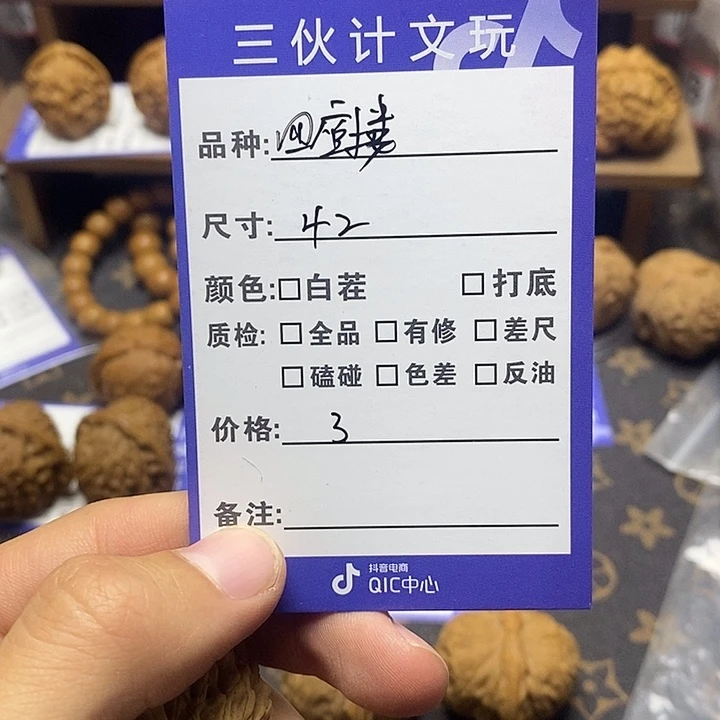 三伙计文玩
品种:四座楼
尺寸: 42
颜色:□白茬 □打底
质检: □全品 □有修 □差尺
□磕碰 □色差 □反油
价格: 3
备注:
抖音电商
QIC中心